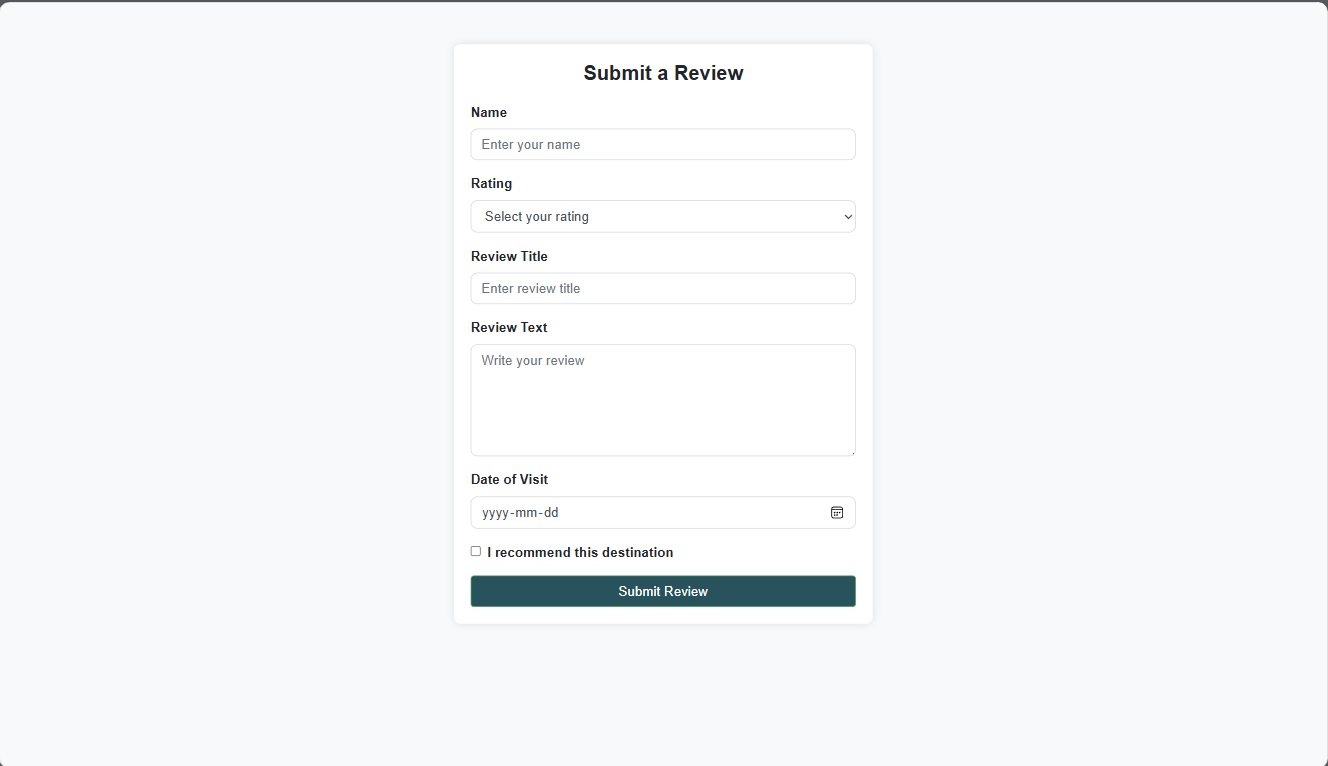 Submit a Review
Name
Enter your name
Rating
Select your rating
Review Title
Enter review title
Review Text
Write your review
Date of Visit
yyyy-mm-dd
I recommend this destination
Submit Review